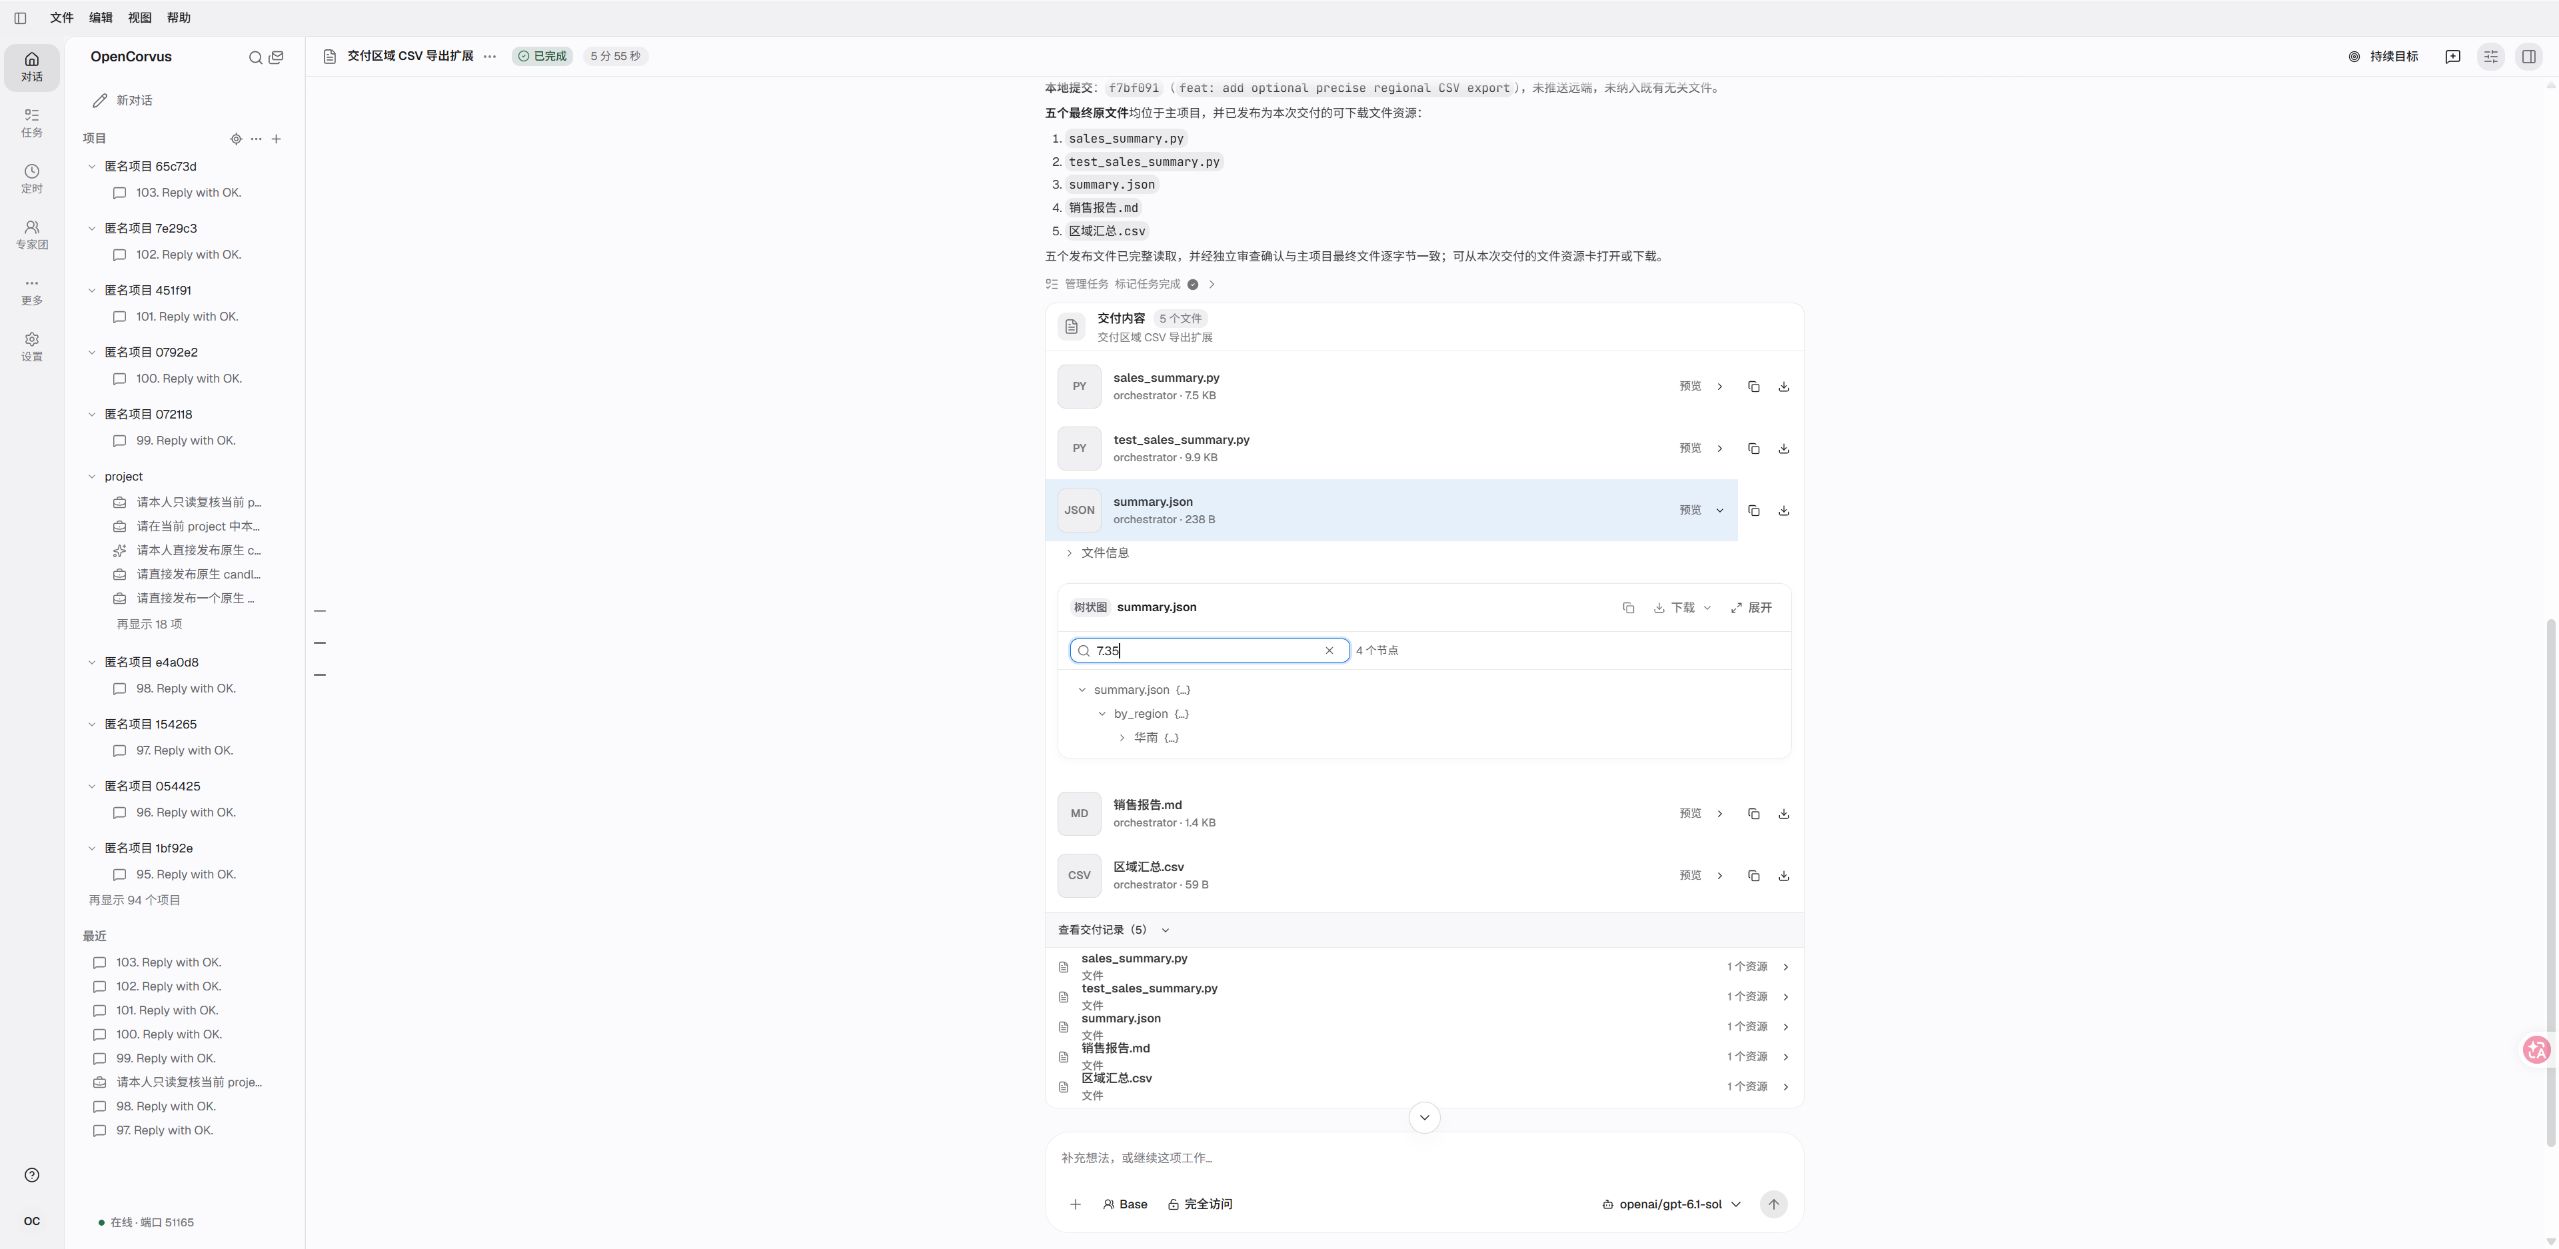 文件 编辑 视图 帮助
对话
任务
定时
专家团
更多
设置
OC
OpenCorvus
新对话
项目
匿名项目 65c73d
103. Reply with OK.
匿名项目 7e29c3
102. Reply with OK.
匿名项目 451f91
101. Reply with OK.
匿名项目 0792e2
100. Reply with OK.
匿名项目 072118
99. Reply with OK.
project
请本人只读复核当前 p...
请在当前 project 中本...
请本人直接发布原生 c...
请直接发布原生 candl...
请直接发布一个原生 ...
再显示 18 项
匿名项目 e4a0d8
98. Reply with OK.
匿名项目 154265
97. Reply with OK.
匿名项目 054425
96. Reply with OK.
匿名项目 1bf92e
95. Reply with OK.
再显示 94 个项目
最近
103. Reply with OK.
102. Reply with OK.
101. Reply with OK.
100. Reply with OK.
99. Reply with OK.
请本人只读复核当前 proje...
98. Reply with OK.
97. Reply with OK.
在线 · 端口 51165
交付区域 CSV 导出扩展 ··· 已完成 5 分 55 秒
持续目标
本地提交： f7bf091 （ feat: add optional precise regional CSV export ），未推送远端，未纳入既有无关文件。
五个最终原文件均位于主项目，并已发布为本次交付的可下载文件资源：
1. sales_summary.py
2. test_sales_summary.py
3. summary.json
4. 销售报告.md
5. 区域汇总.csv
五个发布文件已完整读取，并经独立审查确认与主项目最终文件逐字节一致；可从本次交付的文件资源卡打开或下载。
管理任务 标记任务完成
交付内容 5 个文件
交付区域 CSV 导出扩展
PY sales_summary.py 预览
orchestrator · 7.5 KB
PY test_sales_summary.py 预览
orchestrator · 9.9 KB
JSON summary.json 预览
orchestrator · 238 B
文件信息
树状图 summary.json 下载 展开
7.35 4 个节点
summary.json {...}
by_region {...}
华南 {...}
MD 销售报告.md 预览
orchestrator · 1.4 KB
CSV 区域汇总.csv 预览
orchestrator · 59 B
查看交付记录（5）
sales_summary.py 1 个资源
文件
test_sales_summary.py 1 个资源
文件
summary.json 1 个资源
文件
销售报告.md 1 个资源
文件
区域汇总.csv 1 个资源
文件
补充想法，或继续这项工作...
Base 完全访问 openai/gpt-6.1-sol